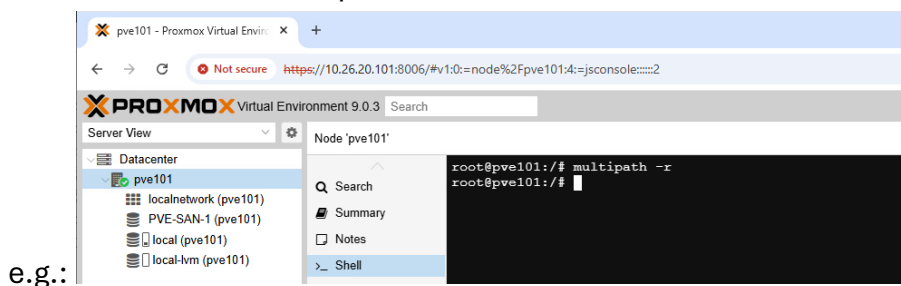 pve101 - Proxmox Virtual Enviro
Not secure https://10.26.20.101:8006/#v1:0:=node%2Fpve101:4:=jsconsole::::::2
PROXMOX Virtual Environment 9.0.3 Search
Server View
Node 'pve101'
Datacenter
pve101
localnetwork (pve101)
PVE-SAN-1 (pve101)
local (pve101)
local-lvm (pve101)
Search
Summary
Notes
>_ Shell
root@pve101:/# multipath -r
root@pve101:/#
e.g.: